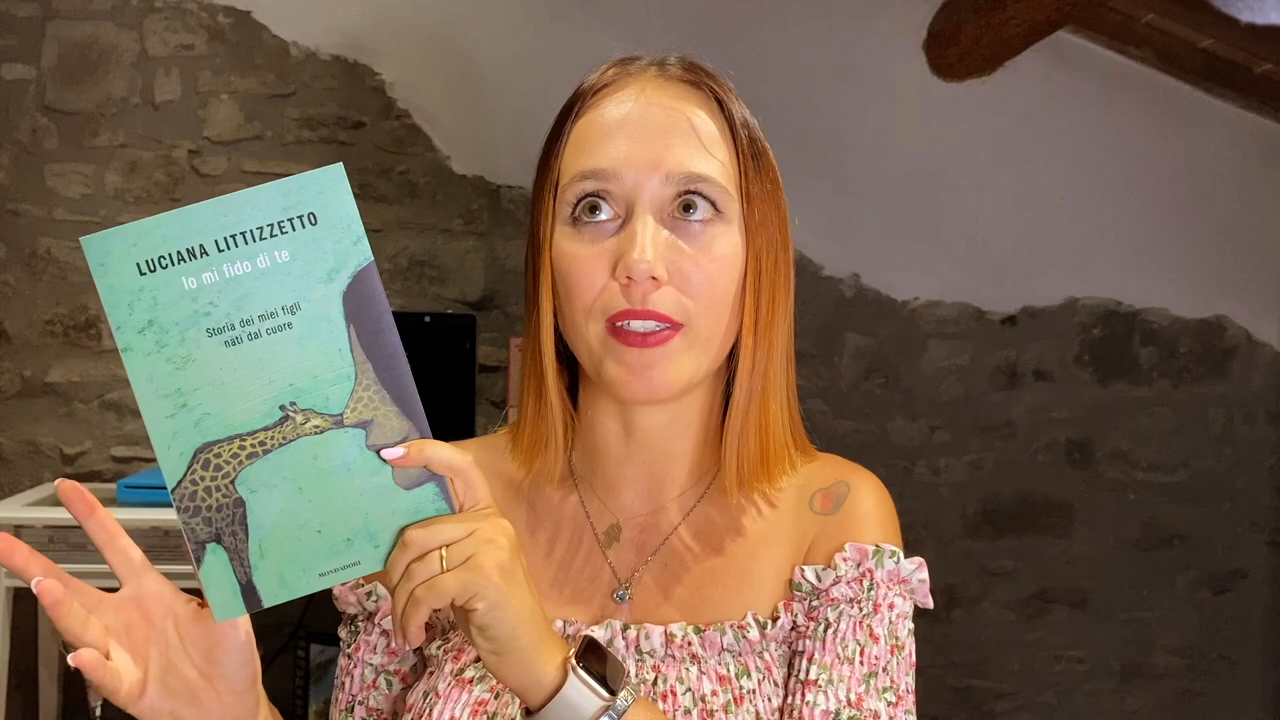 LUCIANA LITTIZZETTO
Io mi fido di te
Storia dei miei figli
nati dal cuore
MONDADORI